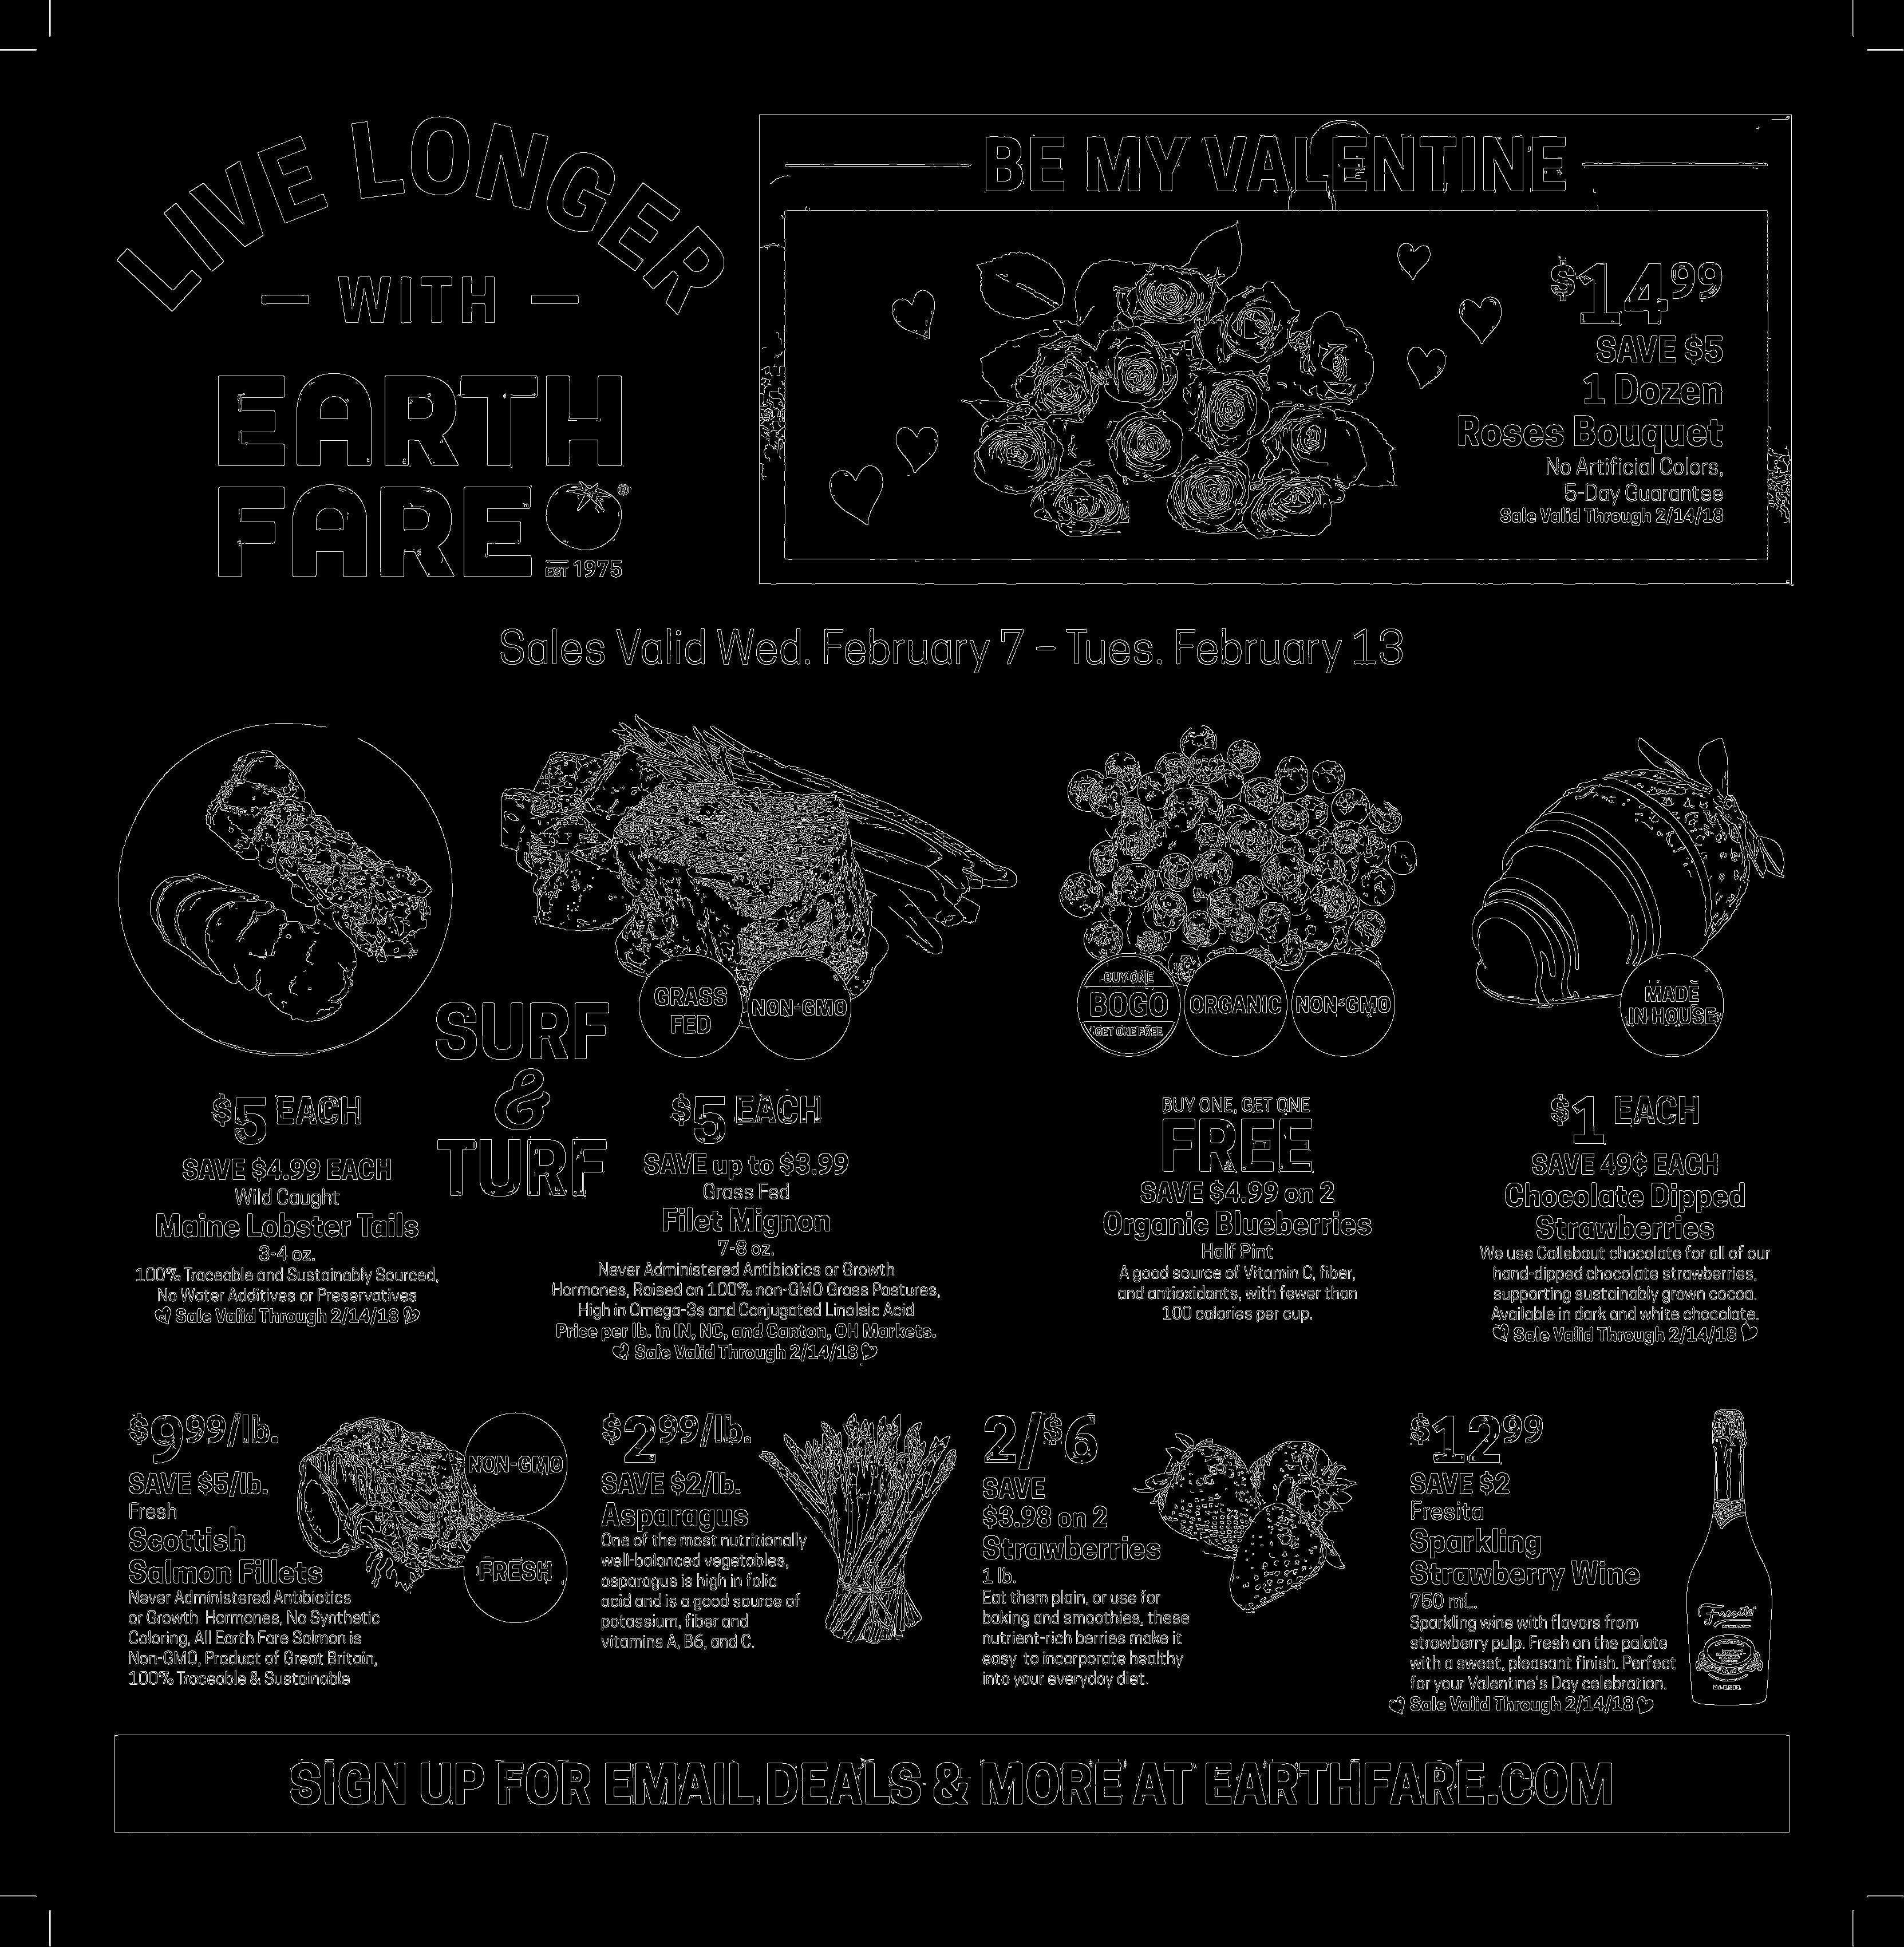 LIVE LONGER
— WITH —
EARTH
FARE®
EST 1975
BE MY VALENTINE
$14 99
SAVE $5
1 Dozen
Roses Bouquet
No Artificial Colors,
5-Day Guarantee
Sale Valid Through 2/14/18
Sales Valid Wed. February 7 – Tues. February 13
SURF
&
TURF
$5 EACH
SAVE $4.99 EACH
Wild Caught
Maine Lobster Tails
3-4 oz.
100% Traceable and Sustainably Sourced,
No Water Additives or Preservatives
Sale Valid Through 2/14/18
GRASS
FED
NON-GMO
$5 EACH
SAVE up to $3.99
Grass Fed
Filet Mignon
7-8 oz.
Never Administered Antibiotics or Growth
Hormones, Raised on 100% non-GMO Grass Pastures,
High in Omega-3s and Conjugated Linoleic Acid
Price per lb. in IN, NC, and Canton, OH Markets.
Sale Valid Through 2/14/18
BUY ONE
BOGO
GET ONE FREE
ORGANIC
NON-GMO
BUY ONE, GET ONE
FREE
SAVE $4.99 on 2
Organic Blueberries
Half Pint
A good source of Vitamin C, fiber,
and antioxidants, with fewer than
100 calories per cup.
MADE
IN HOUSE
$1 EACH
SAVE 49¢ EACH
Chocolate Dipped
Strawberries
We use Collebaut chocolate for all of our
hand-dipped chocolate strawberries,
supporting sustainably grown cocoa.
Available in dark and white chocolate.
Sale Valid Through 2/14/18
$9 99/lb.
SAVE $5/lb.
Fresh
Scottish
Salmon Fillets
Never Administered Antibiotics
or Growth Hormones, No Synthetic
Coloring, All Earth Fare Salmon is
Non-GMO, Product of Great Britain,
100% Traceable & Sustainable
NON-GMO
FRESH
$2 99/lb.
SAVE $2/lb.
Asparagus
One of the most nutritionally
well-balanced vegetables,
asparagus is high in folic
acid and is a good source of
potassium, fiber and
vitamins A, B6, and C.
2/$6
SAVE
$3.98 on 2
Strawberries
1 lb.
Eat them plain, or use for
baking and smoothies, these
nutrient-rich berries make it
easy to incorporate healthy
into your everyday diet.
$12 99
SAVE $2
Fresita
Sparkling
Strawberry Wine
750 mL.
Sparkling wine with flavors from
strawberry pulp. Fresh on the palate
with a sweet, pleasant finish. Perfect
for your Valentine's Day celebration.
Sale Valid Through 2/14/18
Fresita
SIGN UP FOR EMAIL DEALS & MORE AT EARTHFARE.COM